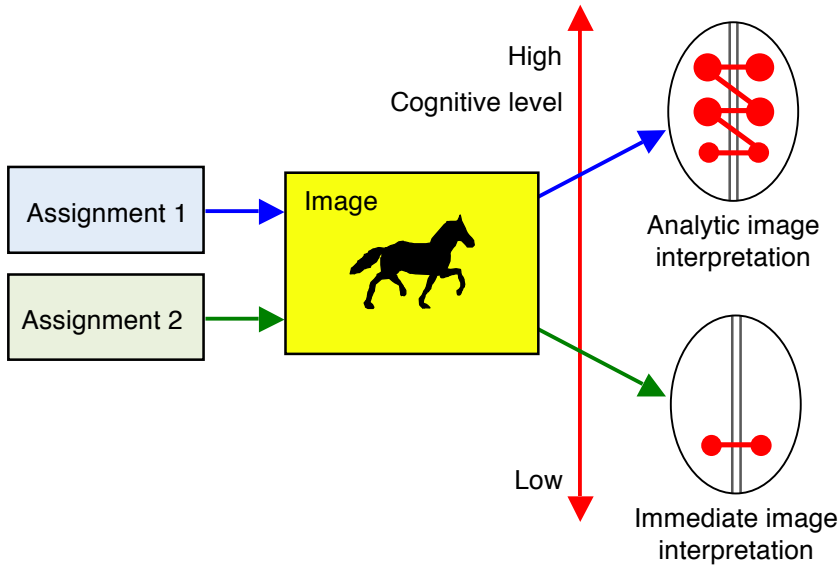 High
Cognitive level
Assignment 1
Image
Analytic image
interpretation
Assignment 2
Low
Immediate image
interpretation